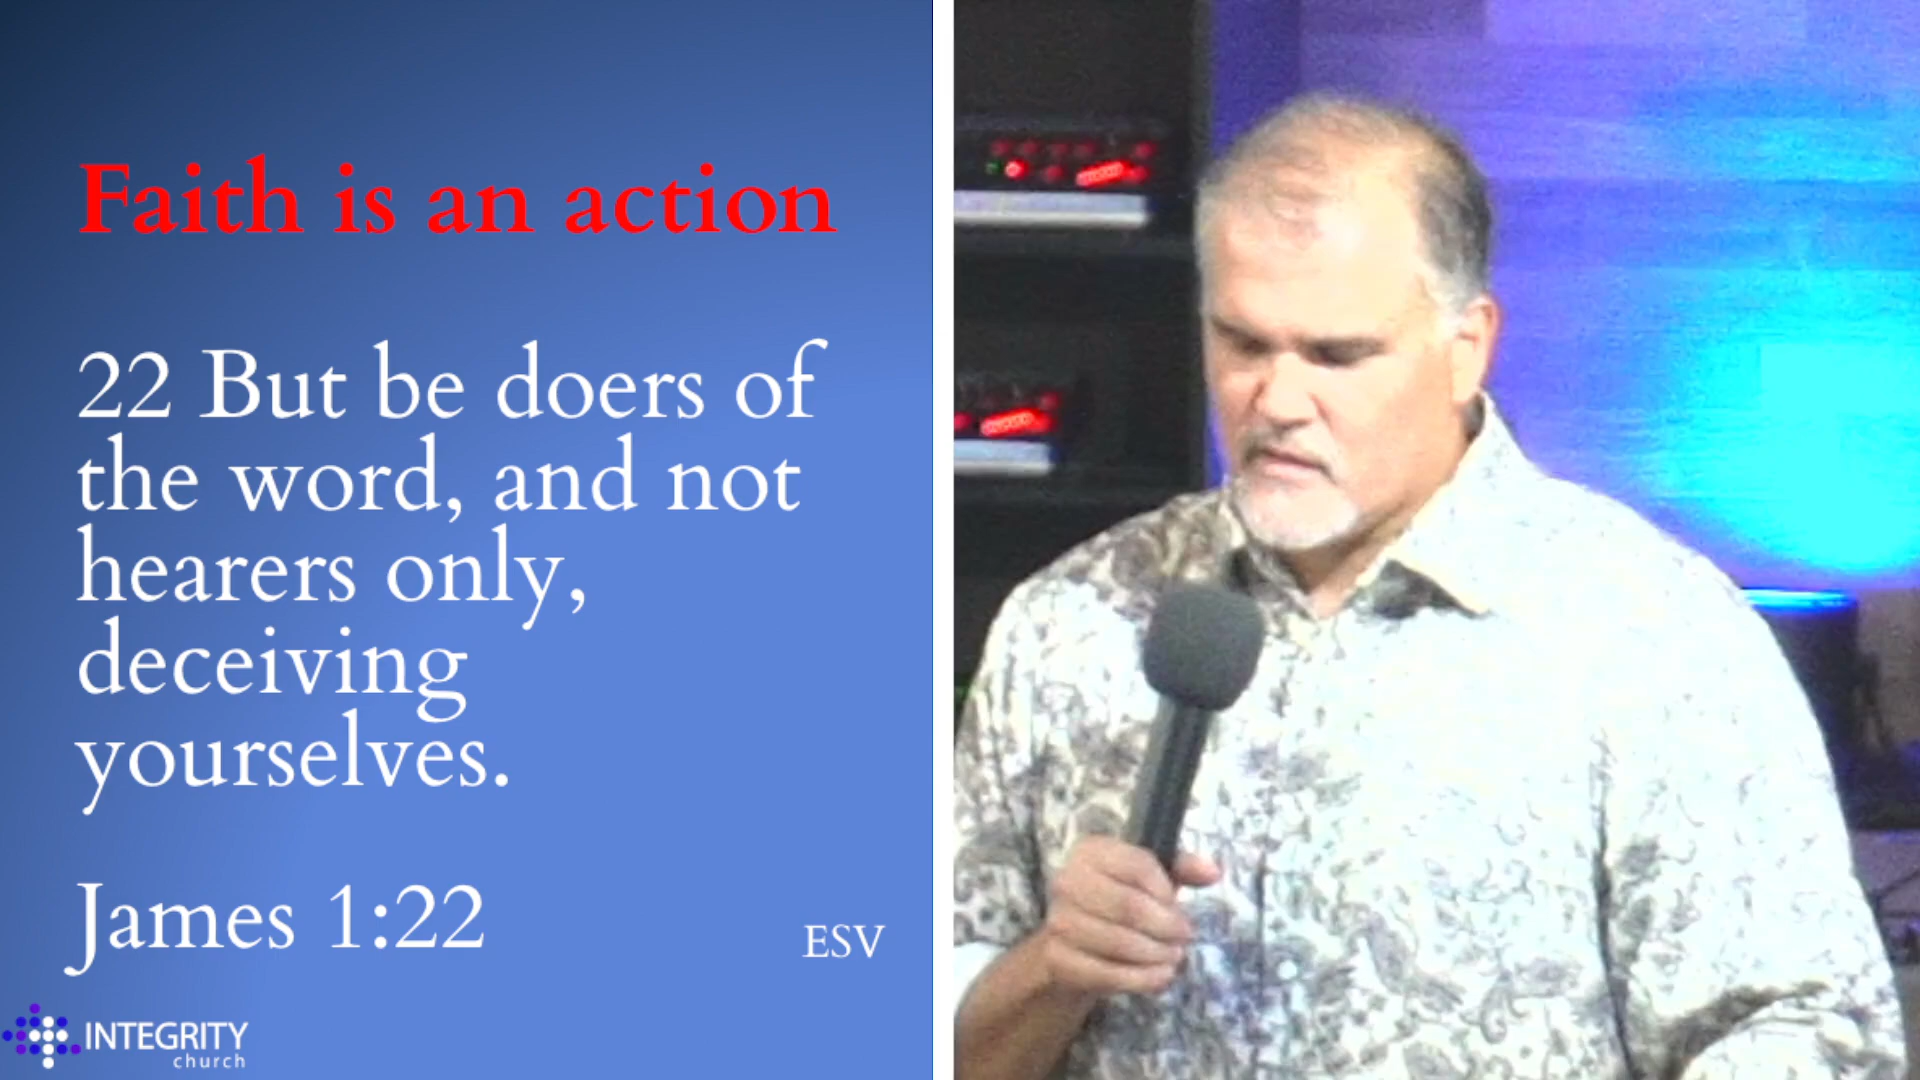 Faith is an action
22 But be doers of
the word, and not
hearers only,
deceiving
yourselves.
James 1:22
ESV
INTEGRITY
church